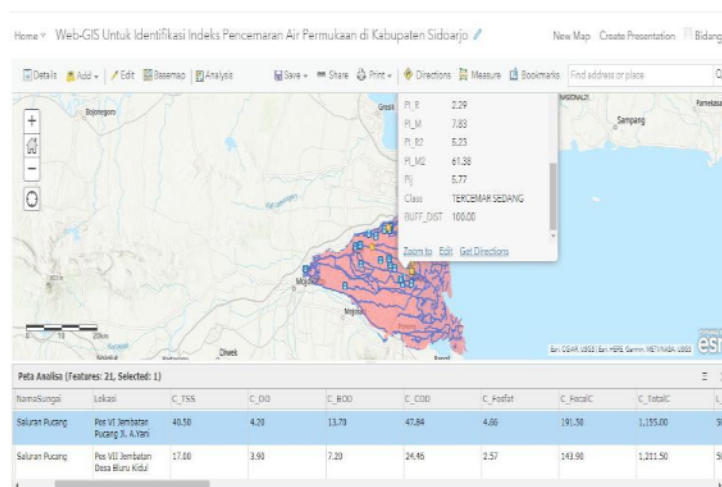 Home Web-GIS Untuk Identifikasi Indeks Pencemaran Air Permukaan di Kabupaten Sidoarjo New Map Create Presentation Bidang
Details Add Edit Basemap Analysis Save Share Print Directions Measure Bookmarks Find address or place
Bojonegoro
Gresik
Sampang
Pamekasan
PI_R 2.29
PI_M 7.83
PI_R2 5.23
PI_M2 61.38
Pij 5.77
Class TERCEMAR SEDANG
BUFF_DIST 100.00
Zoom to Edit Get Directions
Porong
Bangil
Diwek
0 10 20km
esri
Peta Analisa (Features: 21, Selected: 1)
NamaSungai Lokasi C_TSS C_DO C_BOD C_COD C_Fosfat C_FecalC C_TotalC
Saluran Pucang Pos VI Jembatan Pucang Jl. A.Yani 40.50 4.20 13.70 47.84 4.66 191.50 1,155.00
Saluran Pucang Pos VII Jembatan Desa Bluru Kidul 17.00 3.90 7.20 24.46 2.57 143.90 1,211.50